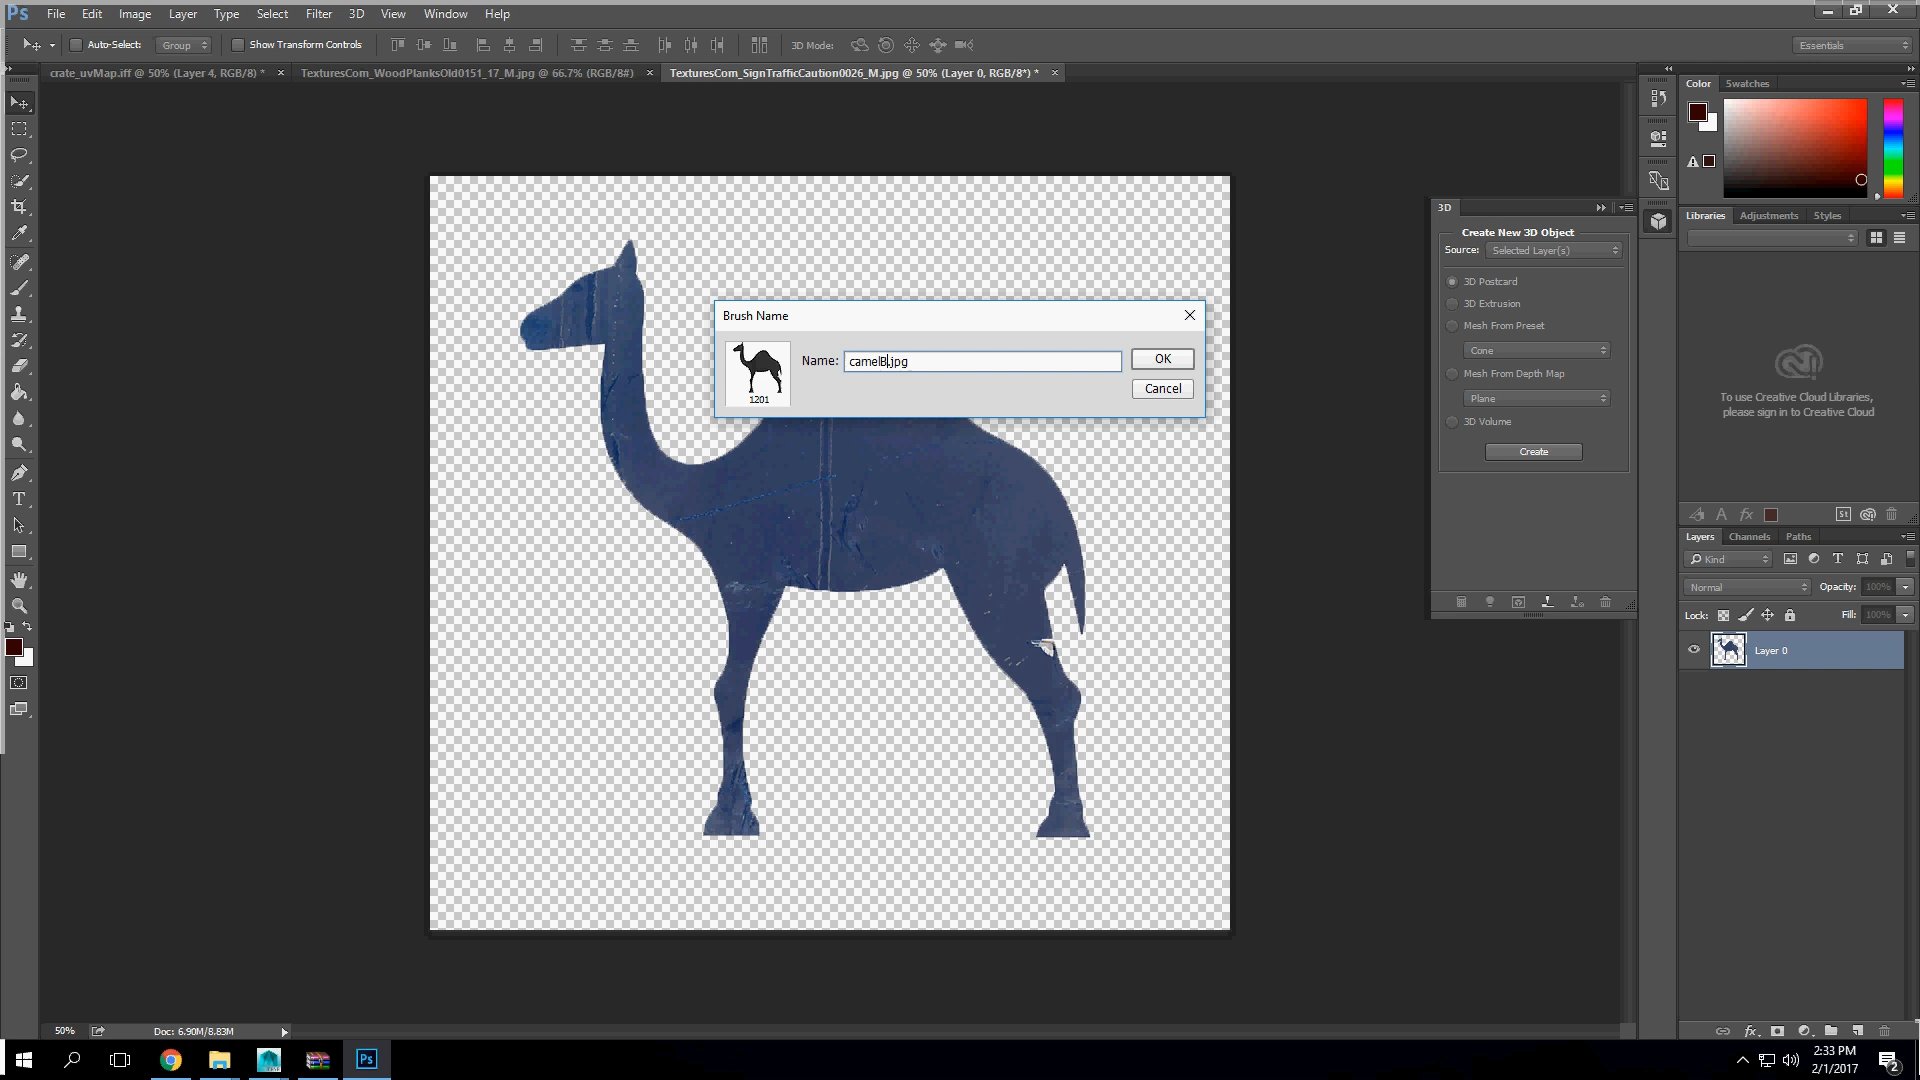 Ps File Edit Image Layer Type Select Filter 3D View Window Help
Auto-Select: Group Show Transform Controls 3D Mode: Essentials
crate_uvMap.iff @ 50% (Layer 4, RGB/8) * × TexturesCom_WoodPlanksOld0151_17_M.jpg @ 66.7% (RGB/8#) × TexturesCom_SignTrafficCaution0026_M.jpg @ 50% (Layer 0, RGB/8*) * ×
Color Swatches
3D
Create New 3D Object
Source: Selected Layer(s)
3D Postcard
3D Extrusion
Mesh From Preset
Cone
Mesh From Depth Map
Plane
3D Volume
Create
Brush Name
Name: camelB.jpg OK
Cancel
1201
Libraries Adjustments Styles
To use Creative Cloud Libraries,
please sign in to Creative Cloud
St
Layers Channels Paths
Kind
Normal Opacity: 100%
Lock: Fill: 100%
Layer 0
50% Doc: 6.90M/8.83M
Ps
2:33 PM
2/1/2017
2